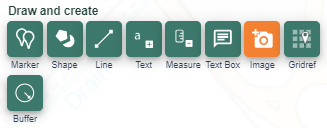 Draw and create
a
Marker Shape Line Text Measure Text Box Image Gridref
Buffer